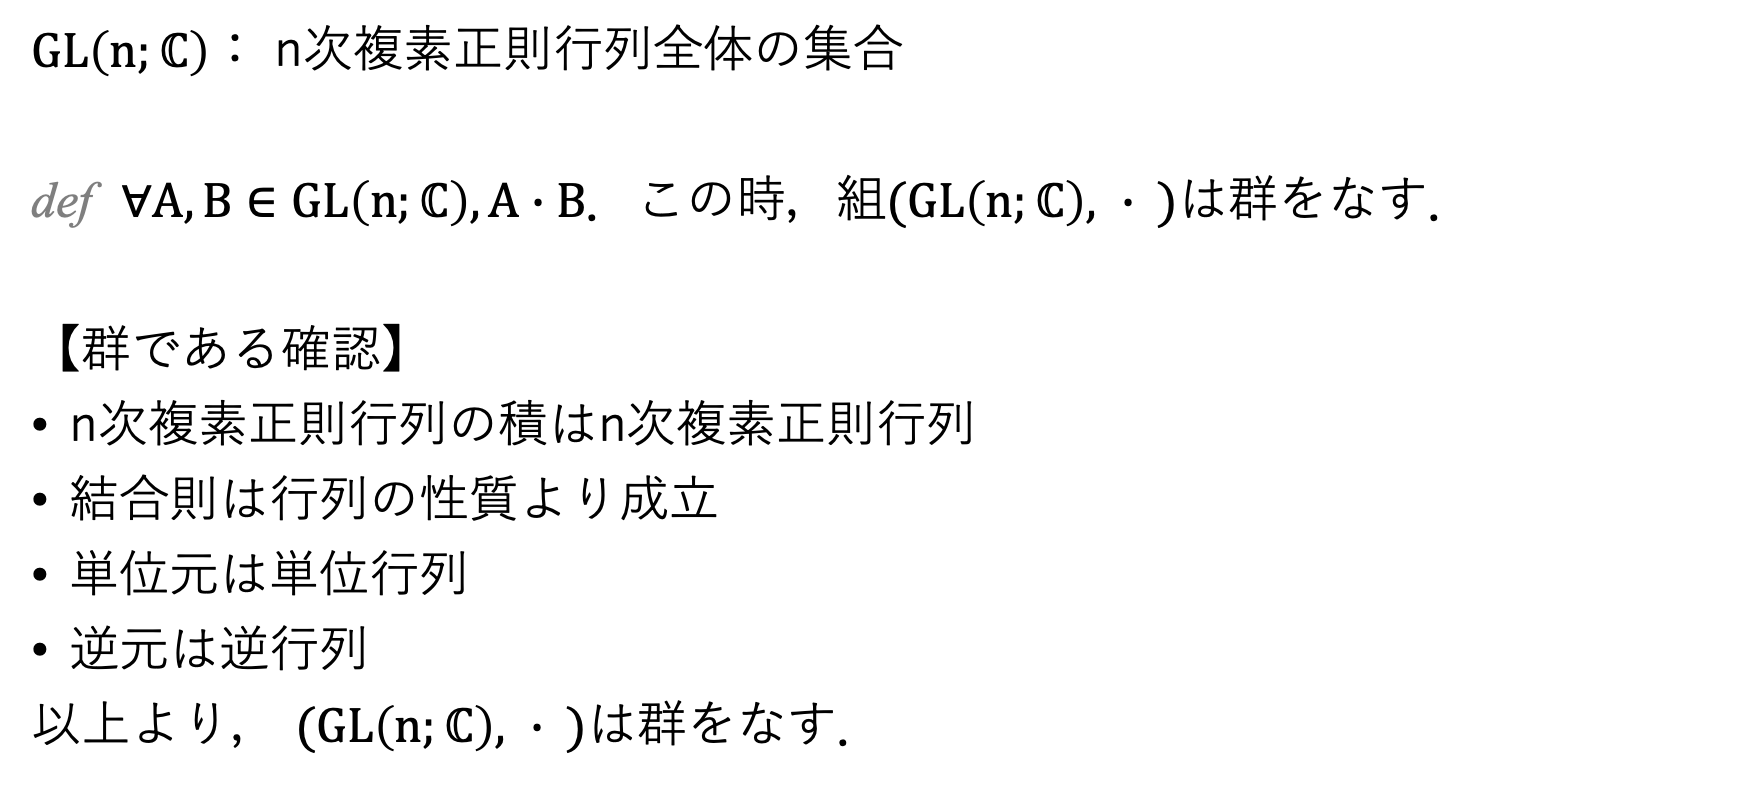 GL(n; ℂ)： n次複素正則行列全体の集合
def ∀A, B ∈ GL(n; ℂ), A · B． この時，組(GL(n; ℂ), · )は群をなす．
【群である確認】
• n次複素正則行列の積はn次複素正則行列
• 結合則は行列の性質より成立
• 単位元は単位行列
• 逆元は逆行列
以上より， (GL(n; ℂ), · )は群をなす．